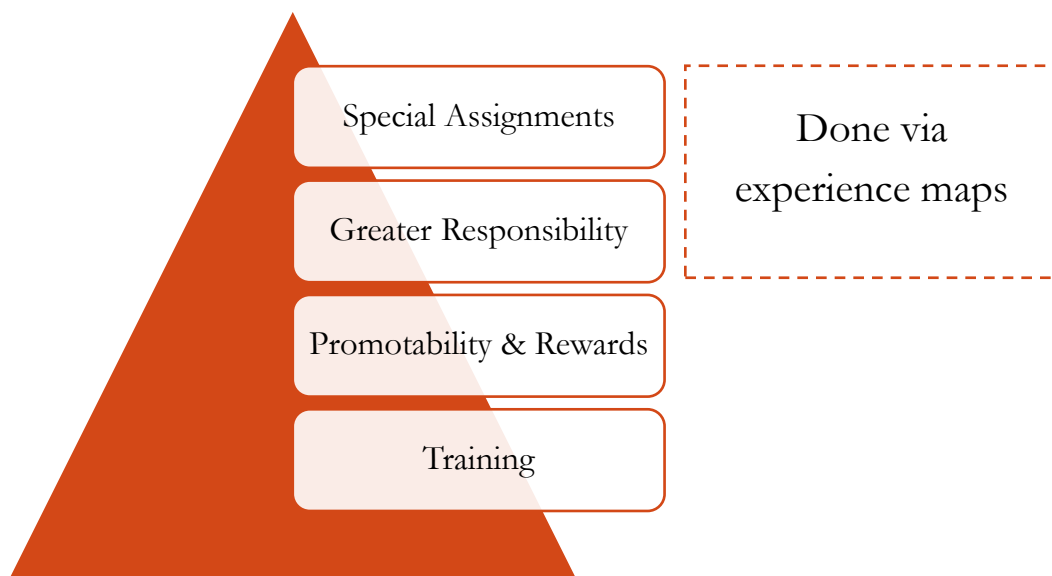 Special Assignments
Done via
experience maps
Greater Responsibility
Promotability & Rewards
Training